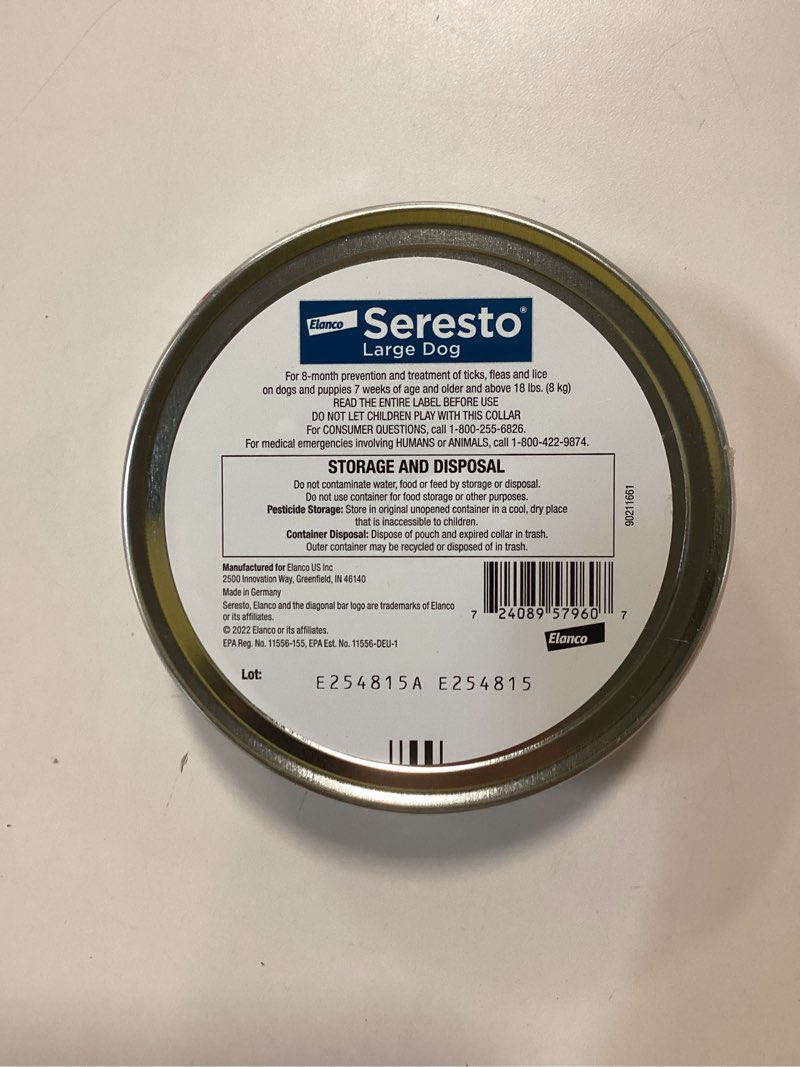 Elanco Seresto®
Large Dog
For 8-month prevention and treatment of ticks, fleas and lice
on dogs and puppies 7 weeks of age and older and above 18 lbs. (8 kg)
READ THE ENTIRE LABEL BEFORE USE
DO NOT LET CHILDREN PLAY WITH THIS COLLAR
For CONSUMER QUESTIONS, call 1-800-255-6826.
For medical emergencies involving HUMANS or ANIMALS, call 1-800-422-9874.
STORAGE AND DISPOSAL
Do not contaminate water, food or feed by storage or disposal.
Do not use container for food storage or other purposes.
Pesticide Storage: Store in original unopened container in a cool, dry place
that is inaccessible to children.
Container Disposal: Dispose of pouch and expired collar in trash.
Outer container may be recycled or disposed of in trash.
90211661
Manufactured for Elanco US Inc
2500 Innovation Way, Greenfield, IN 46140
Made in Germany
Seresto, Elanco and the diagonal bar logo are trademarks of Elanco
or its affiliates.
© 2022 Elanco or its affiliates.
EPA Reg. No. 11556-155, EPA Est. No. 11556-DEU-1
7 24089 57960 7
Elanco
Lot: E254815A E254815